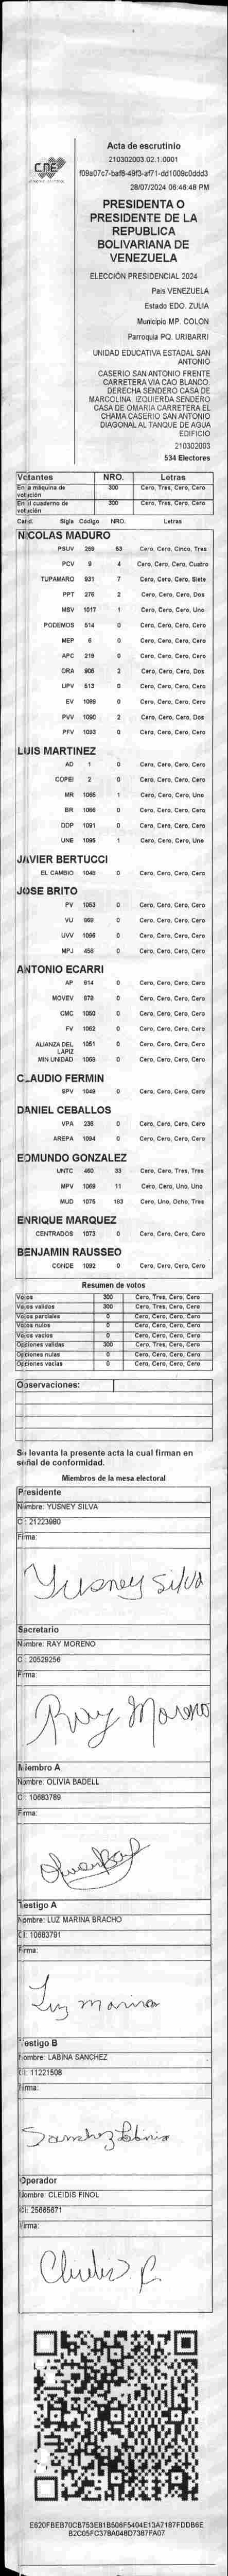 CNE
Acta de escrutinio
210302003.02.1.0001
f09a07c7-baf8-49f3-af71-dd1009c0ddd3
28/07/2024 06:46:48 PM
PRESIDENTA O
PRESIDENTE DE LA
REPUBLICA
BOLIVARIANA DE
VENEZUELA
ELECCIÓN PRESIDENCIAL 2024
País VENEZUELA
Estado EDO. ZULIA
Municipio MP. COLON
Parroquia PQ. URIBARRI
UNIDAD EDUCATIVA ESTADAL SAN
ANTONIO
CASERIO SAN ANTONIO FRENTE
CARRETERA VIA CAO BLANCO.
DERECHA SENDERO CASA DE
MARCOLINA. IZQUIERDA SENDERO
CASA DE OMARIA CARRETERA EL
CHAMA CASERIO SAN ANTONIO
DIAGONAL AL TANQUE DE AGUA
EDIFICIO
210302003
534 Electores
Votantes NRO. Letras
En la máquina de votación 300 Cero, Tres, Cero, Cero
En el cuaderno de votación 300 Cero, Tres, Cero, Cero
Cand. Sigla Código NRO. Letras
NICOLAS MADURO
PSUV 269 53 Cero, Cero, Cinco, Tres
PCV 9 4 Cero, Cero, Cero, Cuatro
TUPAMARO 931 7 Cero, Cero, Cero, Siete
PPT 278 2 Cero, Cero, Cero, Dos
MSV 1017 1 Cero, Cero, Cero, Uno
PODEMOS 514 0 Cero, Cero, Cero, Cero
MEP 6 0 Cero, Cero, Cero, Cero
APC 219 0 Cero, Cero, Cero, Cero
ORA 906 2 Cero, Cero, Cero, Dos
UPV 513 0 Cero, Cero, Cero, Cero
EV 1099 0 Cero, Cero, Cero, Cero
PVV 1090 2 Cero, Cero, Cero, Dos
PFV 1093 0 Cero, Cero, Cero, Cero
LUIS MARTINEZ
AD 1 0 Cero, Cero, Cero, Cero
COPEI 2 0 Cero, Cero, Cero, Cero
MR 1065 1 Cero, Cero, Cero, Uno
BR 1066 0 Cero, Cero, Cero, Cero
DDP 1091 0 Cero, Cero, Cero, Cero
UNE 1095 1 Cero, Cero, Cero, Uno
JAVIER BERTUCCI
EL CAMBIO 1048 0 Cero, Cero, Cero, Cero
JOSE BRITO
PV 1053 0 Cero, Cero, Cero, Cero
VU 969 0 Cero, Cero, Cero, Cero
UVV 1096 0 Cero, Cero, Cero, Cero
MPJ 458 0 Cero, Cero, Cero, Cero
ANTONIO ECARRI
AP 914 0 Cero, Cero, Cero, Cero
MOVEV 979 0 Cero, Cero, Cero, Cero
CMC 1050 0 Cero, Cero, Cero, Cero
FV 1062 0 Cero, Cero, Cero, Cero
ALIANZA DEL LAPIZ 1051 0 Cero, Cero, Cero, Cero
MIN UNIDAD 1068 0 Cero, Cero, Cero, Cero
CLAUDIO FERMIN
SPV 1049 0 Cero, Cero, Cero, Cero
DANIEL CEBALLOS
VPA 236 0 Cero, Cero, Cero, Cero
AREPA 1094 0 Cero, Cero, Cero, Cero
EDMUNDO GONZALEZ
UNTC 460 33 Cero, Cero, Tres, Tres
MPV 1069 11 Cero, Cero, Uno, Uno
MUD 1075 183 Cero, Uno, Ocho, Tres
ENRIQUE MARQUEZ
CENTRADOS 1073 0 Cero, Cero, Cero, Cero
BENJAMIN RAUSSEO
CONDE 1092 0 Cero, Cero, Cero, Cero
Resumen de votos
Votos 300 Cero, Tres, Cero, Cero
Votos válidos 300 Cero, Tres, Cero, Cero
Votos parciales 0 Cero, Cero, Cero, Cero
Votos nulos 0 Cero, Cero, Cero, Cero
Votos vacíos 0 Cero, Cero, Cero, Cero
Opciones validas 300 Cero, Tres, Cero, Cero
Opciones nulas 0 Cero, Cero, Cero, Cero
Opciones vacías 0 Cero, Cero, Cero, Cero
Observaciones:
Se levanta la presente acta la cual firman en
señal de conformidad.
Miembros de la mesa electoral
Presidente
Nombre: YUSNEY SILVA
CI: 21223980
Firma:
Yusney Silva
Secretario
Nombre: RAY MORENO
CI: 20529256
Firma:
Ray Moreno
Miembro A
Nombre: OLIVIA BADELL
CI: 10683789
Firma:
Testigo A
Nombre: LUZ MARINA BRACHO
CI: 10683791
Firma:
Luz Marina
Testigo B
Nombre: LABINA SANCHEZ
CI: 11221508
Firma:
Sanchez Labina
Operador
Nombre: CLEIDIS FINOL
CI: 25665671
Firma:
E620FBEB70CB753E81B506F5404E13A7187FDDB6E
B2C05FC378A048D7387FA07